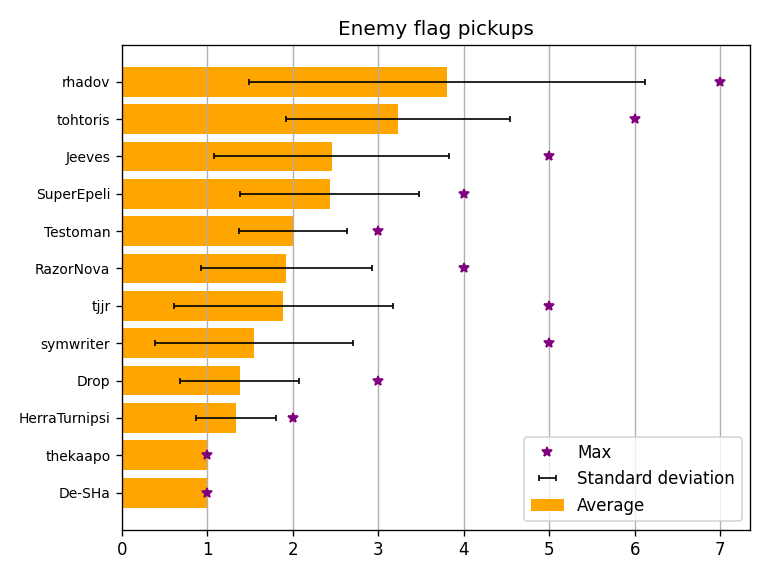 Enemy flag pickups
rhadov
tohtoris
Jeeves
SuperEpeli
Testoman
RazorNova
tjjr
symwriter
Drop
HerraTurnipsi
thekaapo
De-SHa
Max
Standard deviation
Average
0 1 2 3 4 5 6 7